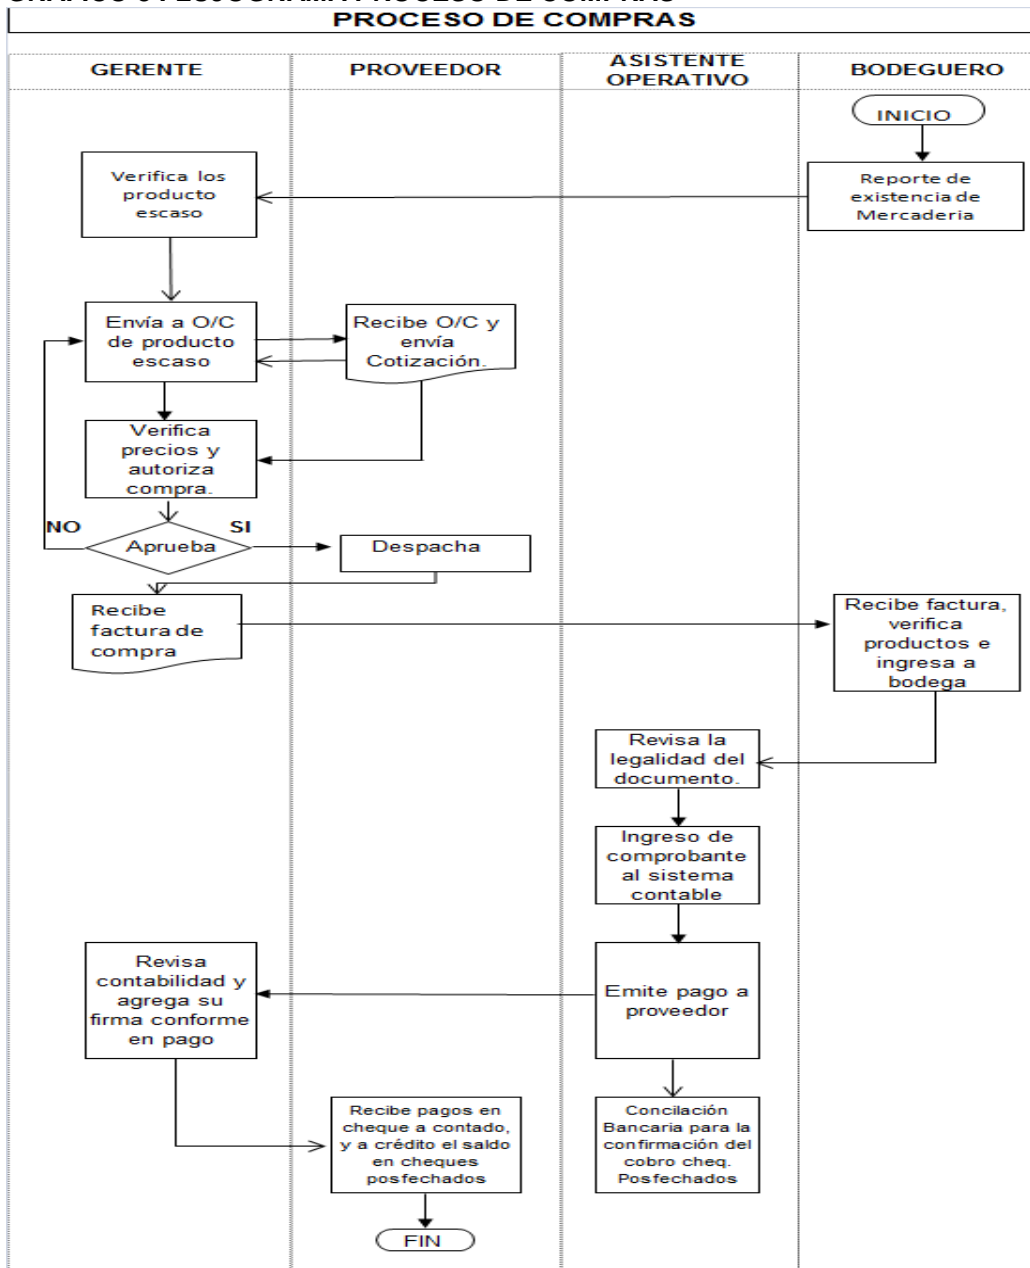 PROCESO DE COMPRAS
GERENTE
PROVEEDOR
ASISTENTE
OPERATIVO
BODEGUERO
INICIO
Verifica los
producto
escaso
Reporte de
existencia de
Mercaderia
Envía a O/C
de producto
escaso
Recibe O/C y
envía
Cotización.
Verifica
precios y
autoriza
compra.
NO
SI
Aprueba
Despacha
Recibe
factura de
compra
Recibe factura,
verifica
productos e
ingresa a
bodega
Revisa la
legalidad del
documento.
Ingreso de
comprobante
al sistema
contable
Revisa
contabilidad y
agrega su
firma conforme
en pago
Emite pago a
proveedor
Recibe pagos en
cheque a contado,
y a crédito el saldo
en cheques
posfechados
Concilación
Bancaria para la
confirmación del
cobro cheq.
Posfechados
FIN